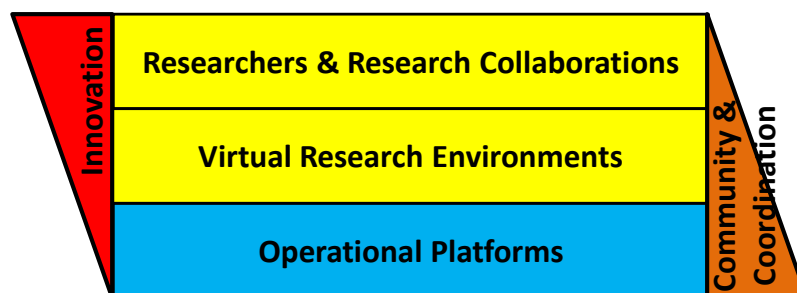 Innovation
Researchers & Research Collaborations
Virtual Research Environments
Operational Platforms
Community &
Coordination